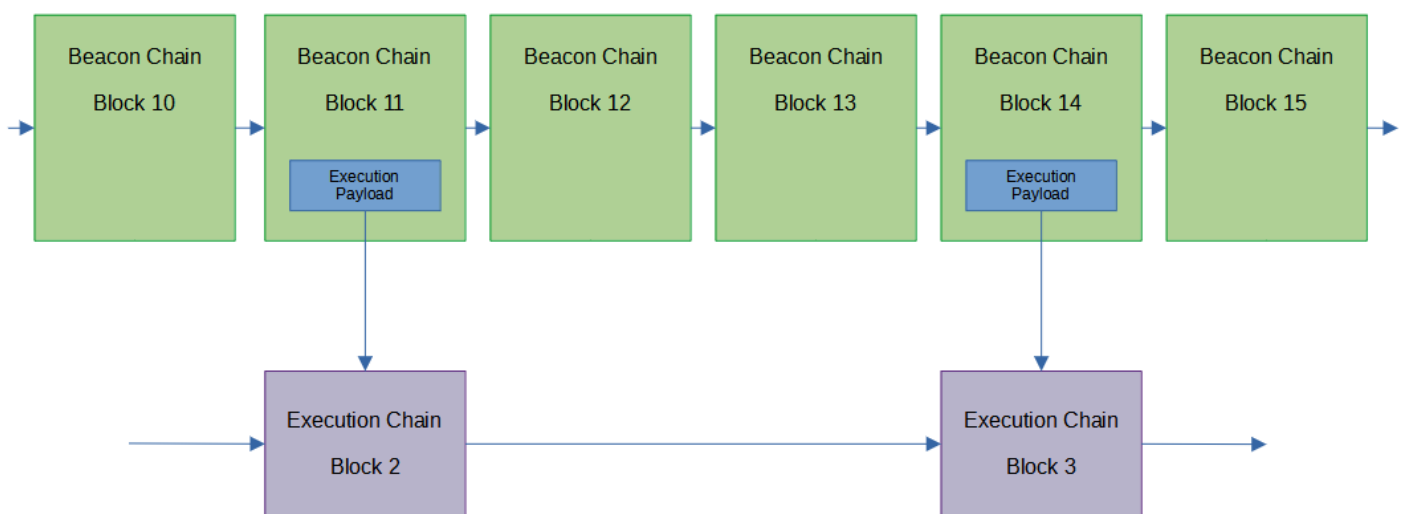 Beacon Chain
Block 10
Beacon Chain
Block 11
Execution
Payload
Beacon Chain
Block 12
Beacon Chain
Block 13
Beacon Chain
Block 14
Execution
Payload
Beacon Chain
Block 15
Execution Chain
Block 2
Execution Chain
Block 3